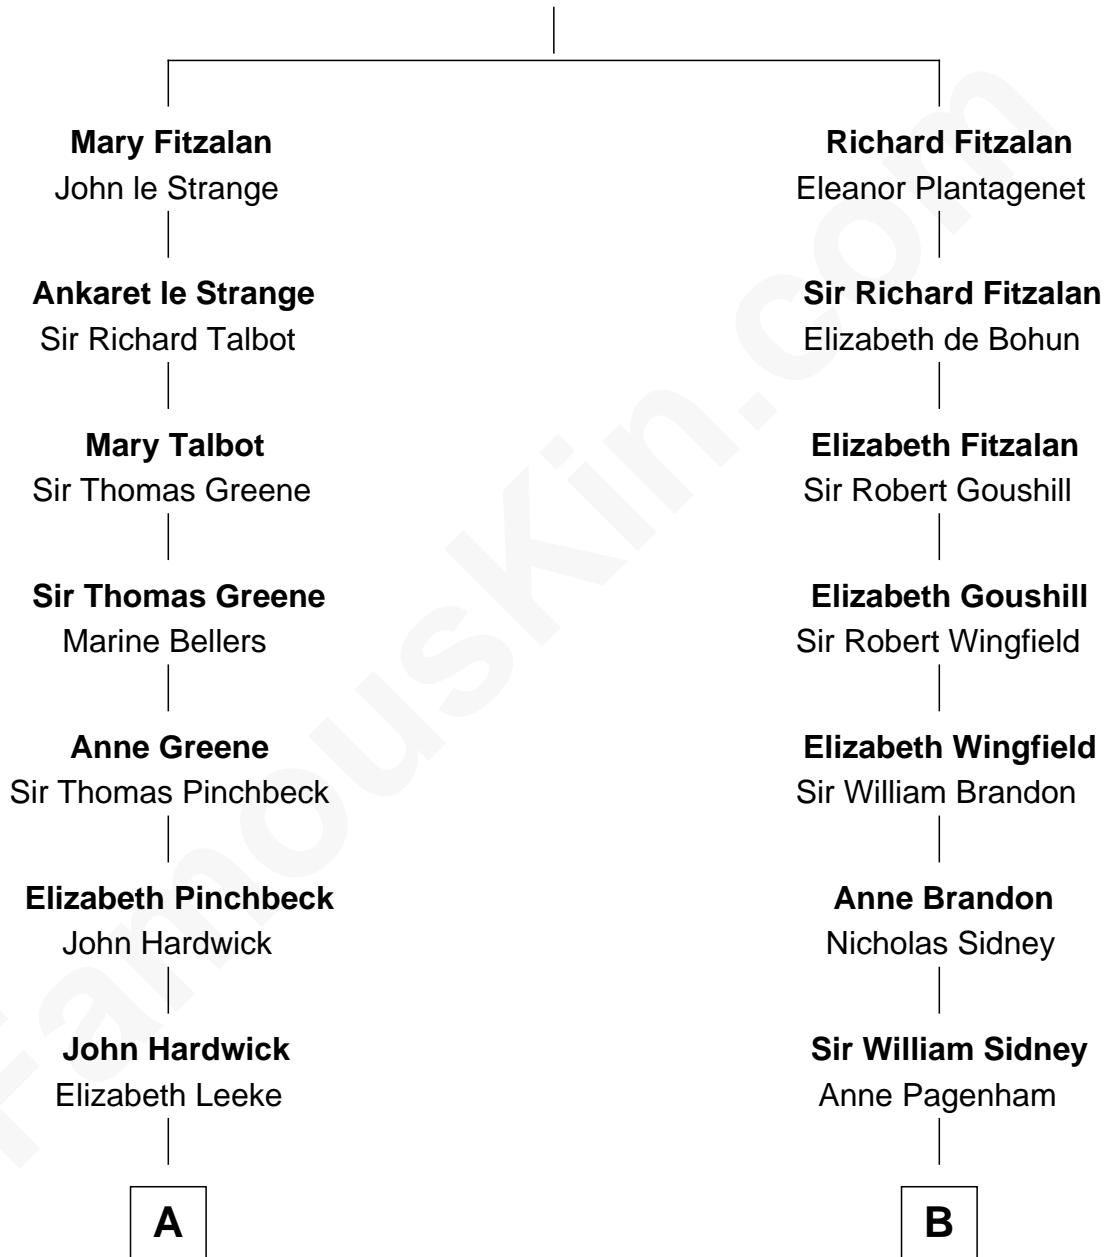 Mary Fitzalan
John le Strange
Richard Fitzalan
Eleanor Plantagenet
Ankaret le Strange
Sir Richard Talbot
Sir Richard Fitzalan
Elizabeth de Bohun
Mary Talbot
Sir Thomas Greene
Elizabeth Fitzalan
Sir Robert Goushill
Sir Thomas Greene
Marine Bellers
Elizabeth Goushill
Sir Robert Wingfield
Anne Greene
Sir Thomas Pinchbeck
Elizabeth Wingfield
Sir William Brandon
Elizabeth Pinchbeck
John Hardwick
Anne Brandon
Nicholas Sidney
John Hardwick
Elizabeth Leeke
Sir William Sidney
Anne Pagenham
A
B
FamousKin.com